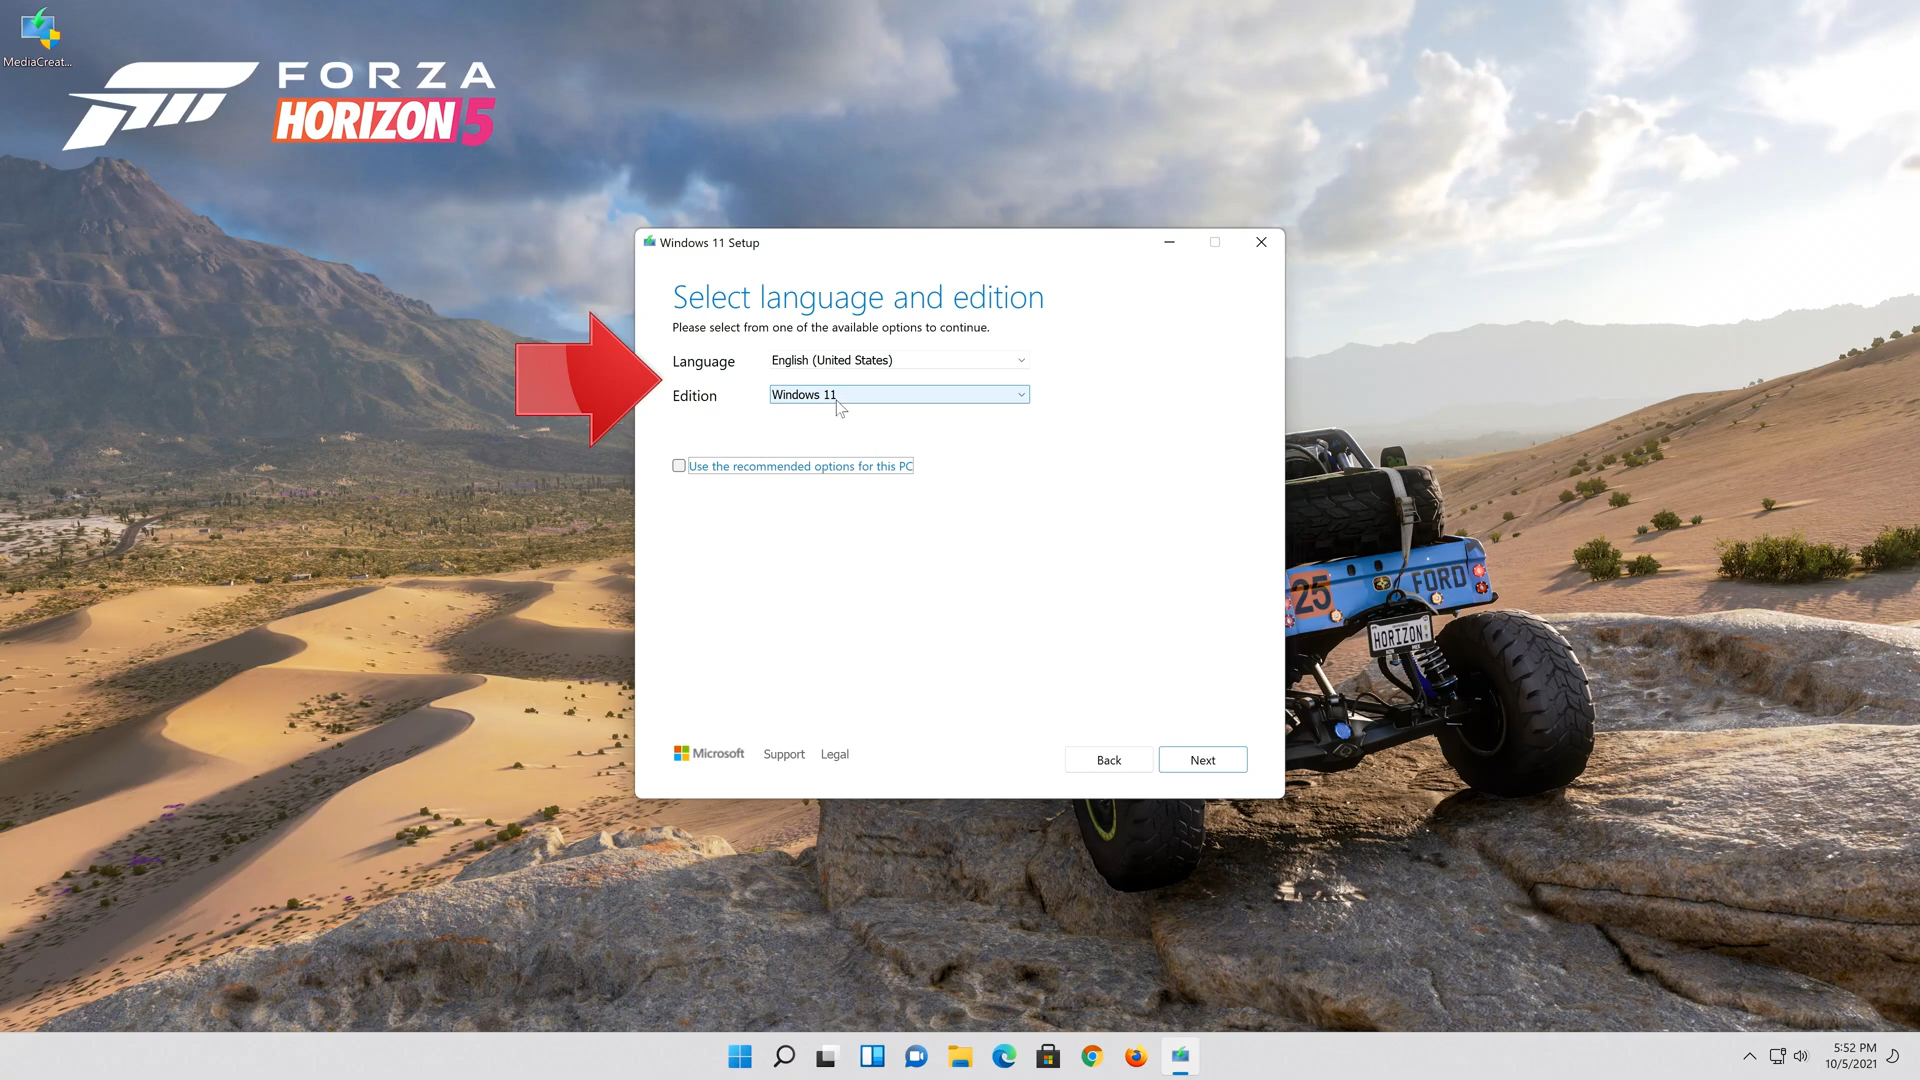 MediaCreat...
FORZA
HORIZON 5
Windows 11 Setup
Select language and edition
Please select from one of the available options to continue.
Language
English (United States)
Edition
Windows 11
Use the recommended options for this PC
25
FORD
HORIZON
Microsoft
Support
Legal
Back
Next
5:52 PM
10/5/2021